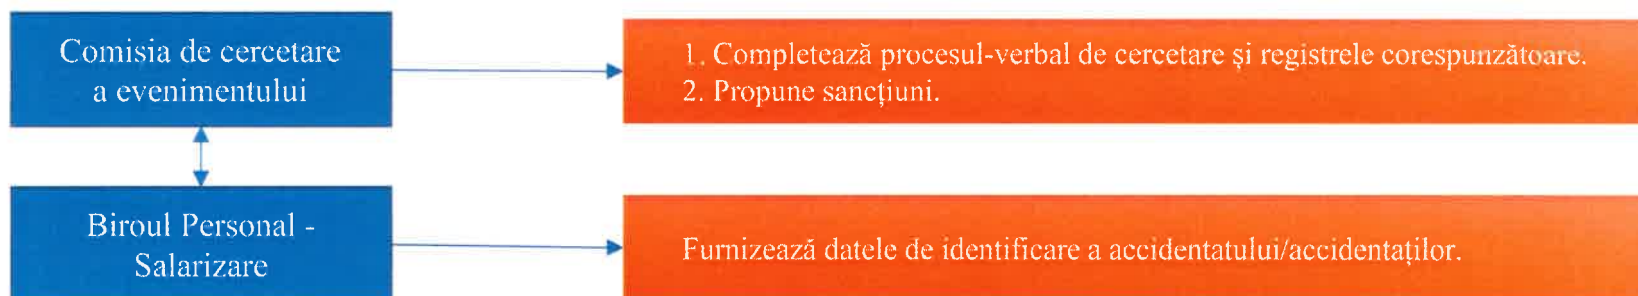 Comisia de cercetare
a evenimentului
1. Completează procesul-verbal de cercetare și registrele corespunzătoare.
2. Propune sancțiuni.
Biroul Personal -
Salarizare
Furnizează datele de identificare a accidentatului/accidentaților.